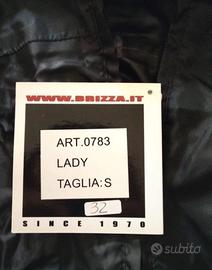 WWW.BRIZZA.IT
ART.0783
LADY
TAGLIA:S
32
SINCE 1970
subito